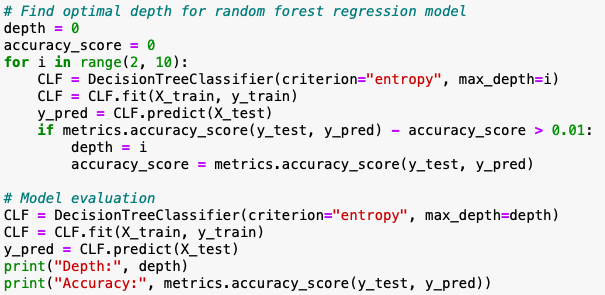 # Find optimal depth for random forest regression model
depth = 0
accuracy_score = 0
for i in range(2, 10):
    CLF = DecisionTreeClassifier(criterion="entropy", max_depth=i)
    CLF = CLF.fit(X_train, y_train)
    y_pred = CLF.predict(X_test)
    if metrics.accuracy_score(y_test, y_pred) - accuracy_score > 0.01:
        depth = i
        accuracy_score = metrics.accuracy_score(y_test, y_pred)

# Model evaluation
CLF = DecisionTreeClassifier(criterion="entropy", max_depth=depth)
CLF = CLF.fit(X_train, y_train)
y_pred = CLF.predict(X_test)
print("Depth:", depth)
print("Accuracy:", metrics.accuracy_score(y_test, y_pred))